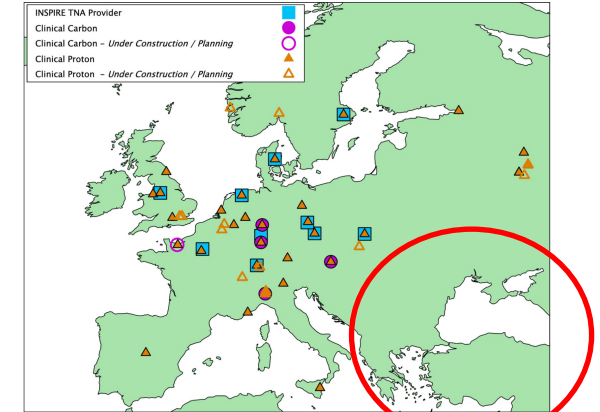 INSPIRE TNA Provider
Clinical Carbon
Clinical Carbon – Under Construction / Planning
Clinical Proton
Clinical Proton – Under Construction / Planning